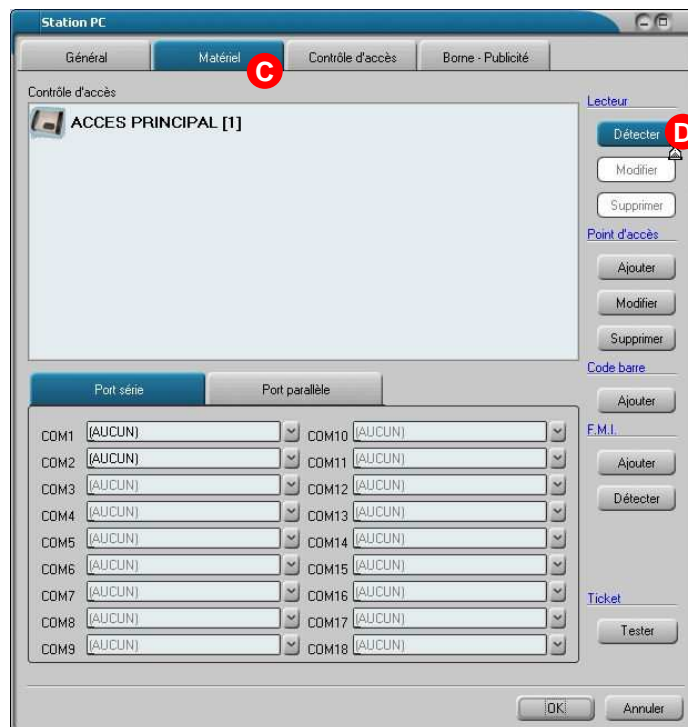 Station PC
Général
Matériel
C
Contrôle d'accès
Borne - Publicité
Contrôle d'accès
ACCES PRINCIPAL [1]
Lecteur
Détecter
D
Modifier
Supprimer
Point d'accès
Ajouter
Modifier
Supprimer
Code barre
Ajouter
F.M.I.
Ajouter
Détecter
Ticket
Tester
Port série
Port parallèle
COM1 (AUCUN)
COM2 (AUCUN)
COM3 (AUCUN)
COM4 (AUCUN)
COM5 (AUCUN)
COM6 (AUCUN)
COM7 (AUCUN)
COM8 (AUCUN)
COM9 (AUCUN)
COM10 (AUCUN)
COM11 (AUCUN)
COM12 (AUCUN)
COM13 (AUCUN)
COM14 (AUCUN)
COM15 (AUCUN)
COM16 (AUCUN)
COM17 (AUCUN)
COM18 (AUCUN)
OK
Annuler